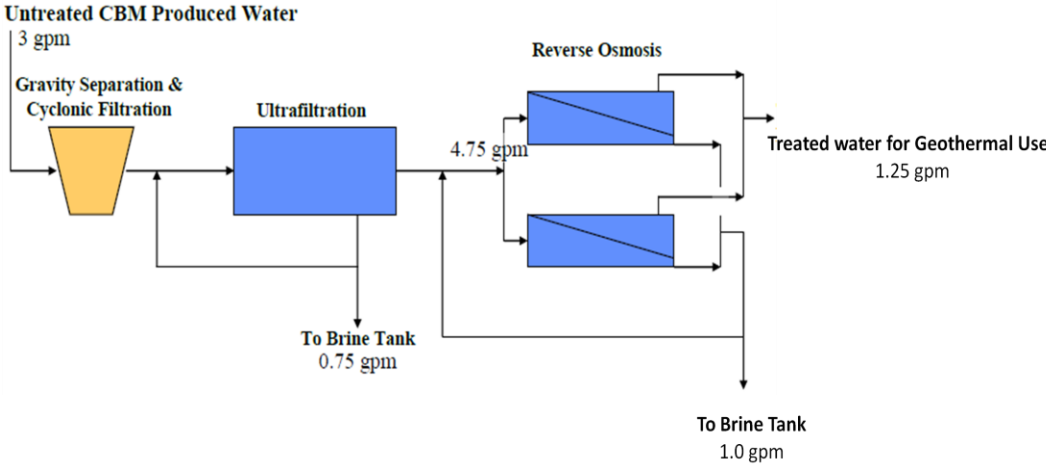 Untreated CBM Produced Water
3 gpm
Gravity Separation &
Cyclonic Filtration
Ultrafiltration
Reverse Osmosis
4.75 gpm
Treated water for Geothermal Use
1.25 gpm
To Brine Tank
0.75 gpm
To Brine Tank
1.0 gpm